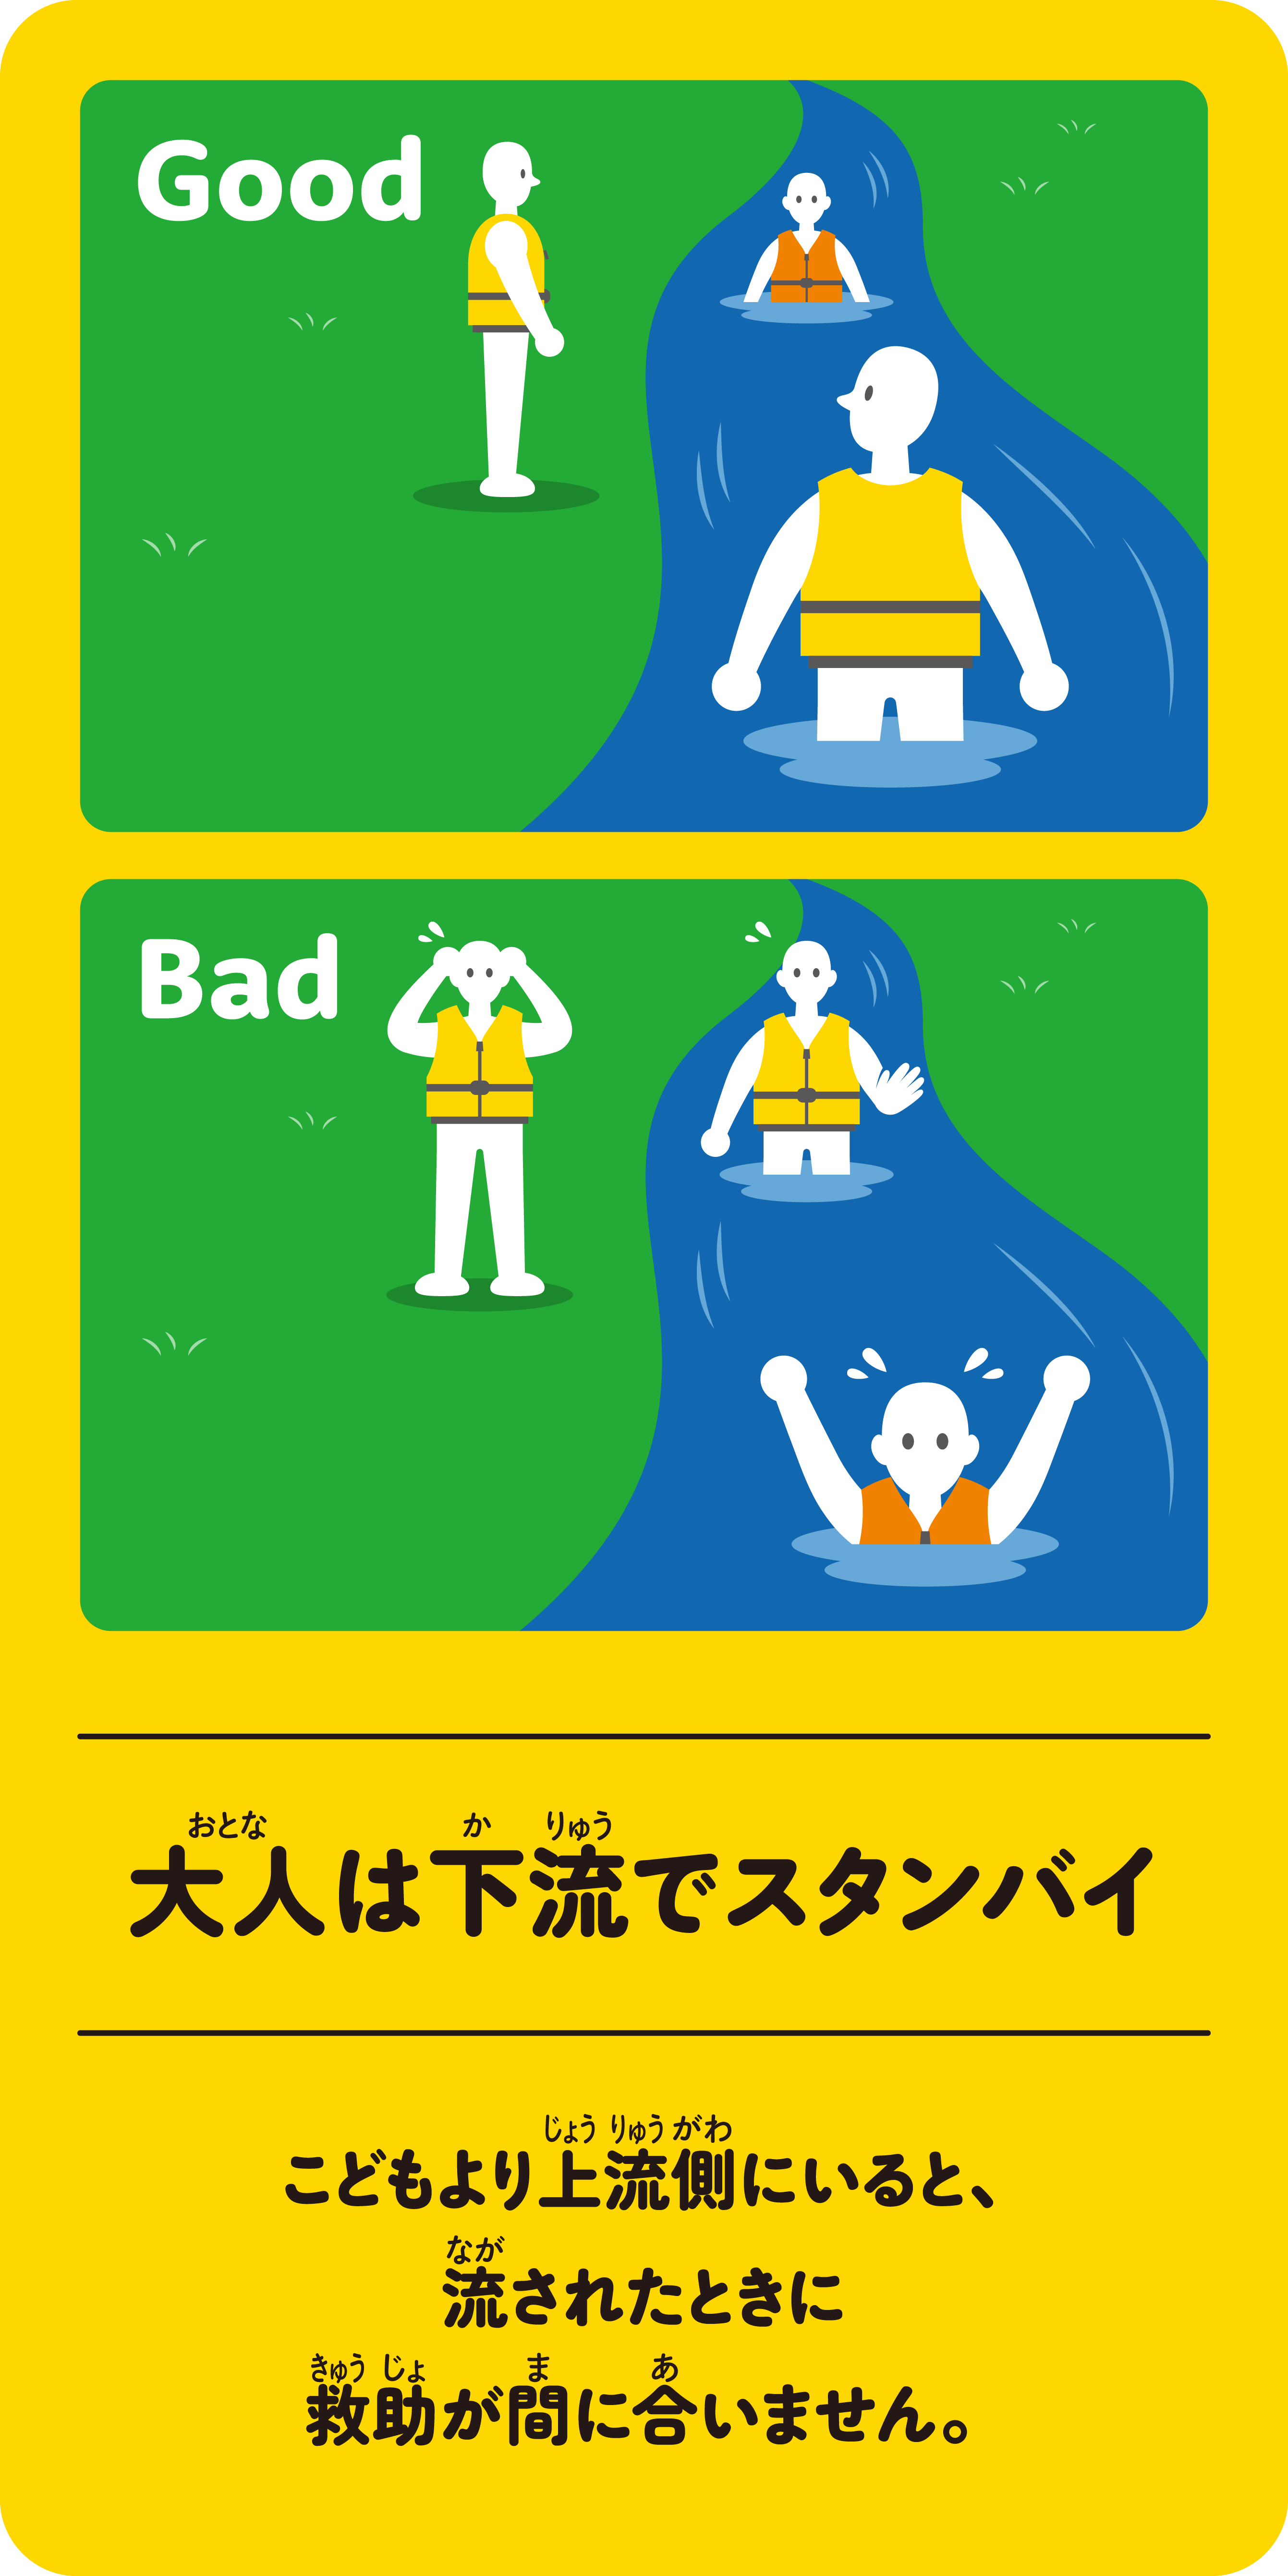 Good
Bad
おとな か りゅう
大人は下流でスタンバイ
じょう りゅう がわ
こどもより上流側にいると、
なが
流されたときに
きゅう じょ ま あ
救助が間に合いません。